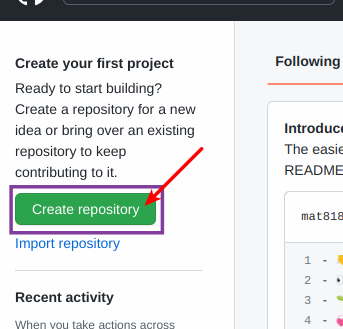 Create your first project
Ready to start building?
Create a repository for a new
idea or bring over an existing
repository to keep
contributing to it.
Create repository
Import repository
Recent activity
When you take actions across
Following
Introduc
The easie
README
mat818
1 -
2 -
3 -
4 -